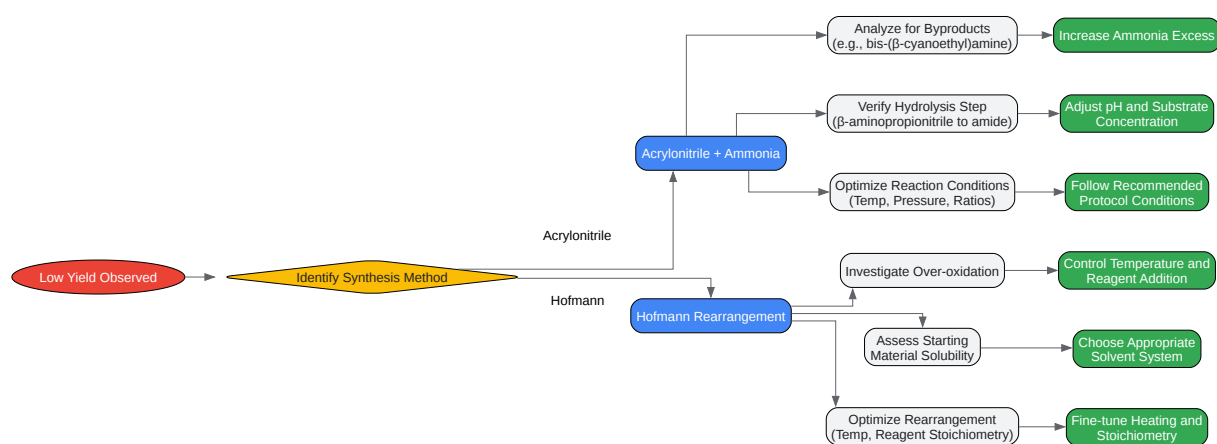 Low Yield Observed
Identify Synthesis Method
Acrylonitrile
Hofmann
Acrylonitrile + Ammonia
Analyze for Byproducts
(e.g., bis-(β-cyanoethyl)amine)
Increase Ammonia Excess
Verify Hydrolysis Step
(β-aminopropionitrile to amide)
Adjust pH and Substrate
Concentration
Optimize Reaction Conditions
(Temp, Pressure, Ratios)
Follow Recommended
Protocol Conditions
Hofmann Rearrangement
Investigate Over-oxidation
Control Temperature and
Reagent Addition
Assess Starting
Material Solubility
Choose Appropriate
Solvent System
Optimize Rearrangement
(Temp, Reagent Stoichiometry)
Fine-tune Heating and
Stoichiometry